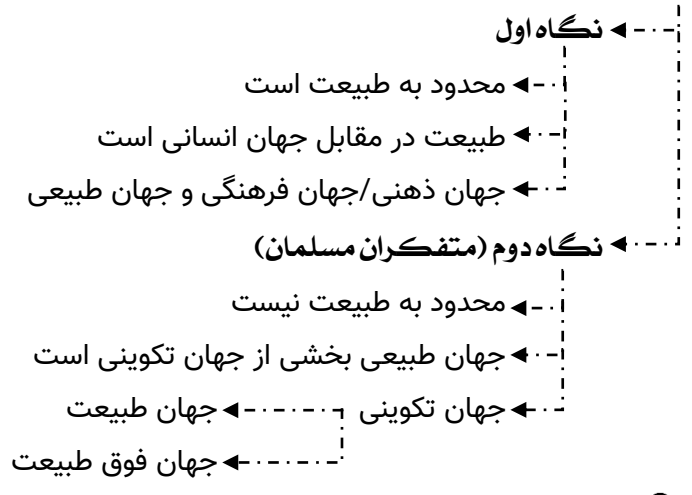 نگاه اول
محدود به طبیعت است
طبیعت در مقابل جهان انسانی است
جهان ذهنی/جهان فرهنگی و جهان طبیعی
نگاه دوم (متفکران مسلمان)
محدود به طبیعت نیست
جهان طبیعی بخشی از جهان تکوینی است
جهان تکوینی جهان طبیعت
جهان فوق طبیعت